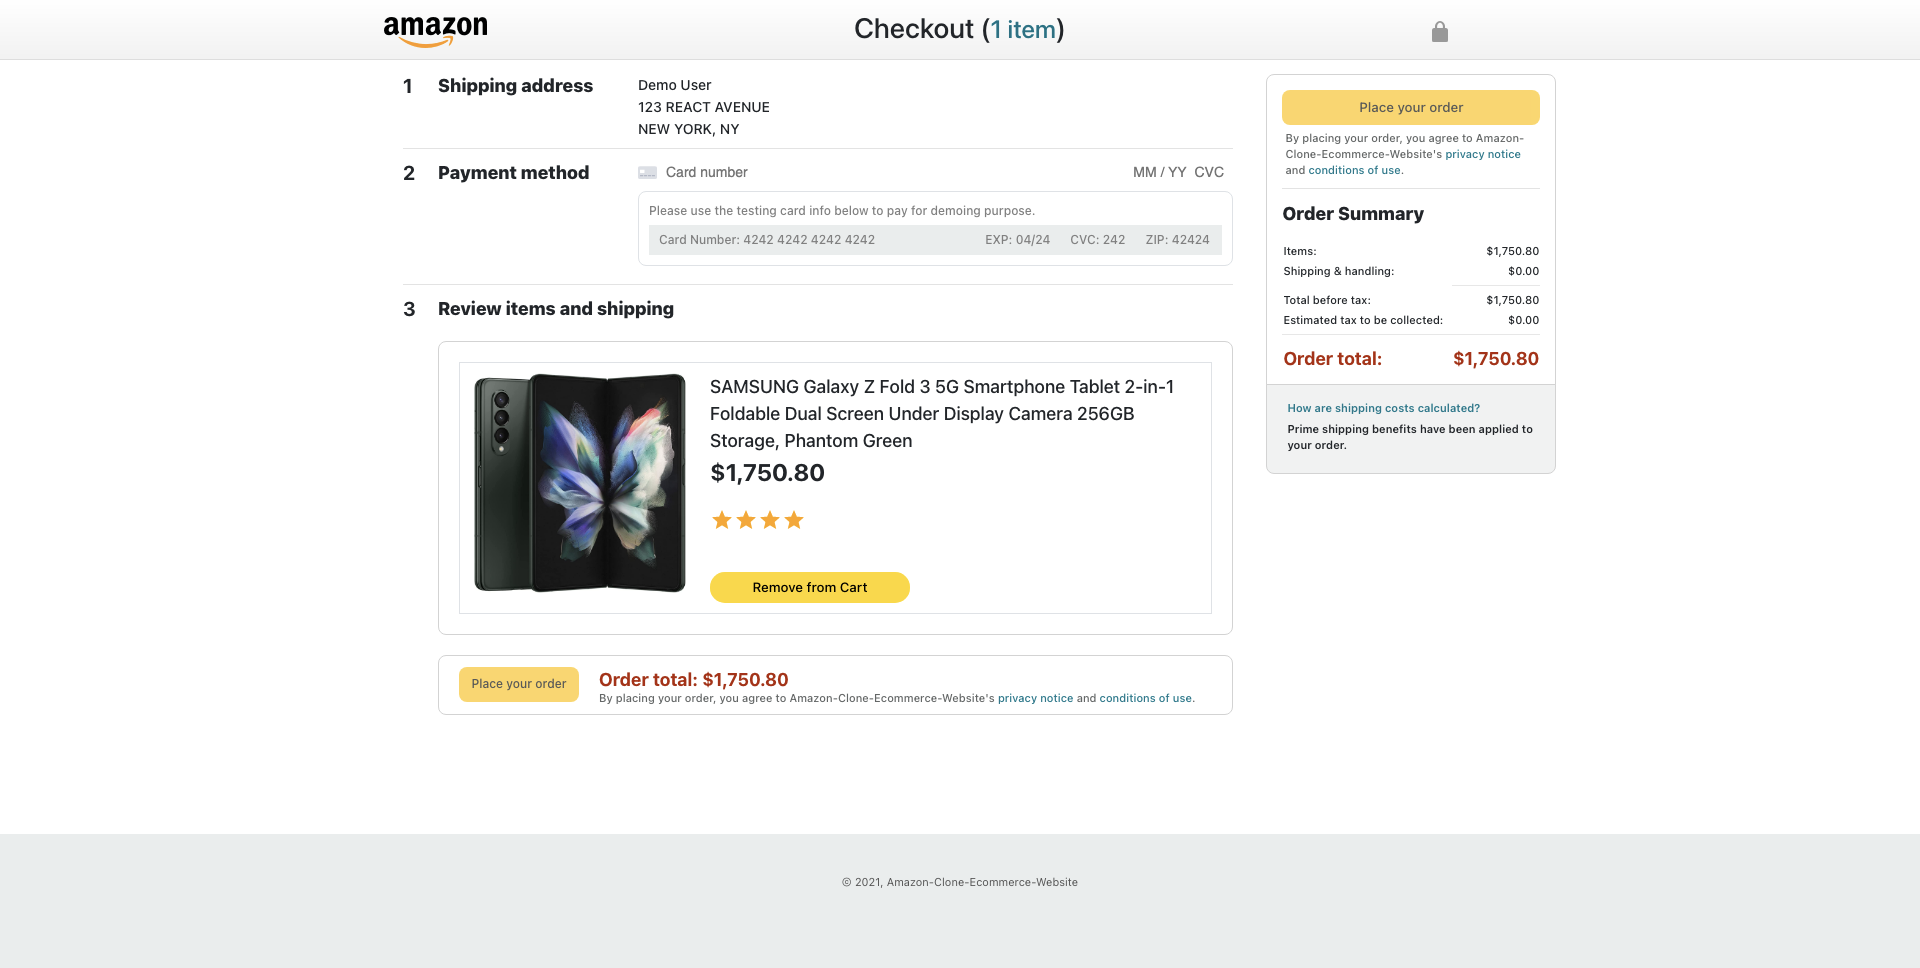 amazon
Checkout (1 item)
1 Shipping address
Demo User
123 REACT AVENUE
NEW YORK, NY
2 Payment method
Card number MM / YY CVC
Please use the testing card info below to pay for demoing purpose.
Card Number: 4242 4242 4242 4242 EXP: 04/24 CVC: 242 ZIP: 42424
3 Review items and shipping
SAMSUNG Galaxy Z Fold 3 5G Smartphone Tablet 2-in-1
Foldable Dual Screen Under Display Camera 256GB
Storage, Phantom Green
$1,750.80
Remove from Cart
Place your order
Order total: $1,750.80
By placing your order, you agree to Amazon-Clone-Ecommerce-Website's privacy notice and conditions of use.
Place your order
By placing your order, you agree to Amazon-
Clone-Ecommerce-Website's privacy notice
and conditions of use.
Order Summary
Items: $1,750.80
Shipping & handling: $0.00
Total before tax: $1,750.80
Estimated tax to be collected: $0.00
Order total: $1,750.80
How are shipping costs calculated?
Prime shipping benefits have been applied to
your order.
© 2021, Amazon-Clone-Ecommerce-Website